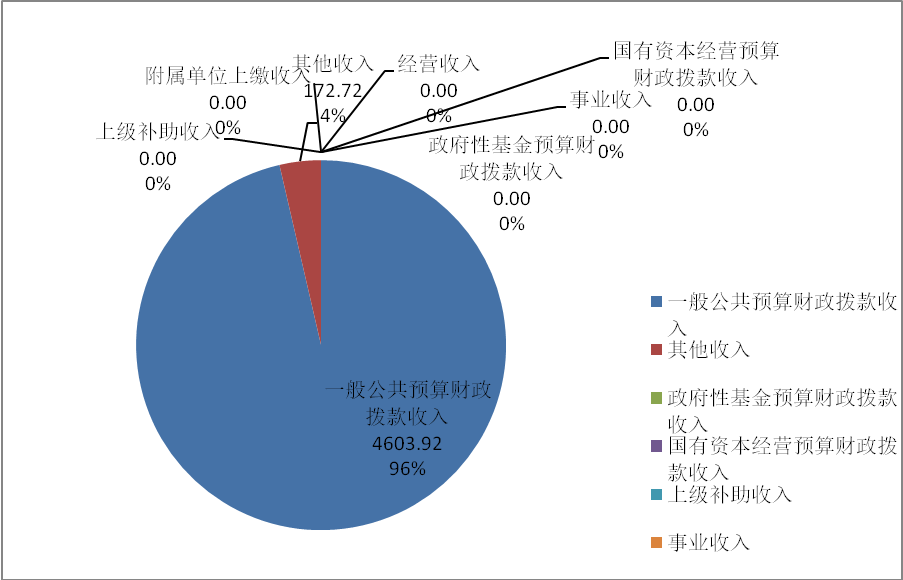 国有资本经营预算
财政拨款收入
0.00
0%
其他收入
172.72
4%
经营收入
0.00
0%
附属单位上缴收入
0.00
0%
事业收入
0.00
0%
上级补助收入
0.00
0%
政府性基金预算财
政拨款收入
0.00
0%
一般公共预算财政
拨款收入
4603.92
96%
一般公共预算财政拨款收
入
其他收入
政府性基金预算财政拨款
收入
国有资本经营预算财政拨
款收入
上级补助收入
事业收入